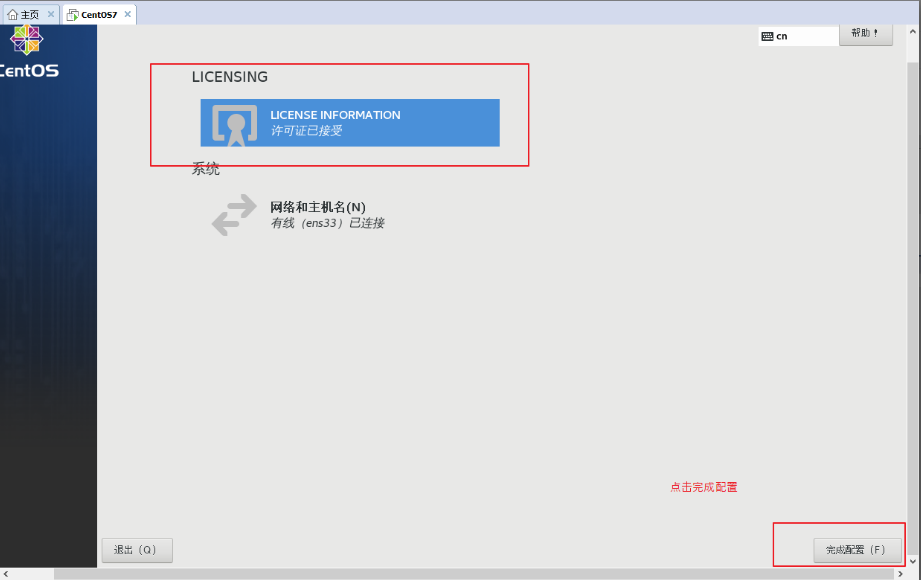 主页
CentOS7
entOS
cn
帮助！
LICENSING
LICENSE INFORMATION
许可证已接受
系统
网络和主机名(N)
有线（ens33）已连接
点击完成配置
退出（Q）
完成配置（F）